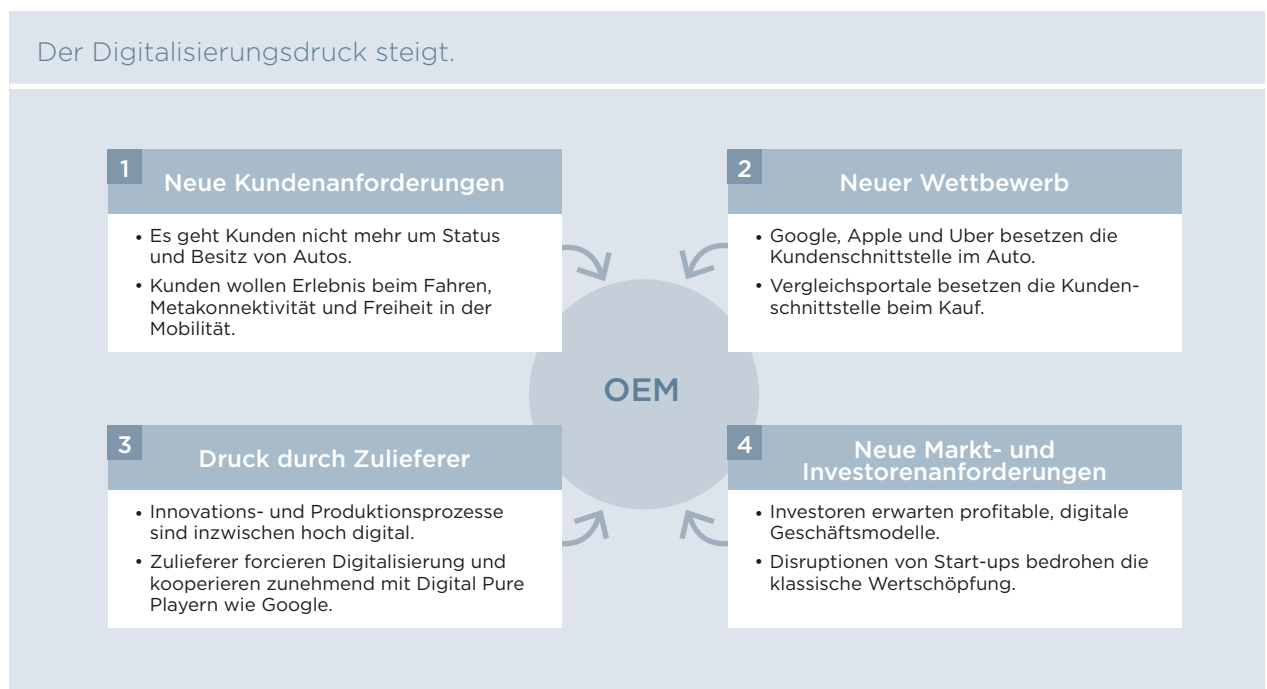 Der Digitalisierungsdruck steigt.
1
Neue Kundenanforderungen
• Es geht Kunden nicht mehr um Status
und Besitz von Autos.
• Kunden wollen Erlebnis beim Fahren,
Metakonnektivität und Freiheit in der
Mobilität.
2
Neuer Wettbewerb
• Google, Apple und Uber besetzen die
Kundenschnittstelle im Auto.
• Vergleichsportale besetzen die Kunden-
schnittstelle beim Kauf.
OEM
3
Druck durch Zulieferer
• Innovations- und Produktionsprozesse
sind inzwischen hoch digital.
• Zulieferer forcieren Digitalisierung und
kooperieren zunehmend mit Digital Pure
Playern wie Google.
4
Neue Markt- und
Investorenanforderungen
• Investoren erwarten profitable, digitale
Geschäftsmodelle.
• Disruptionen von Start-ups bedrohen die
klassische Wertschöpfung.